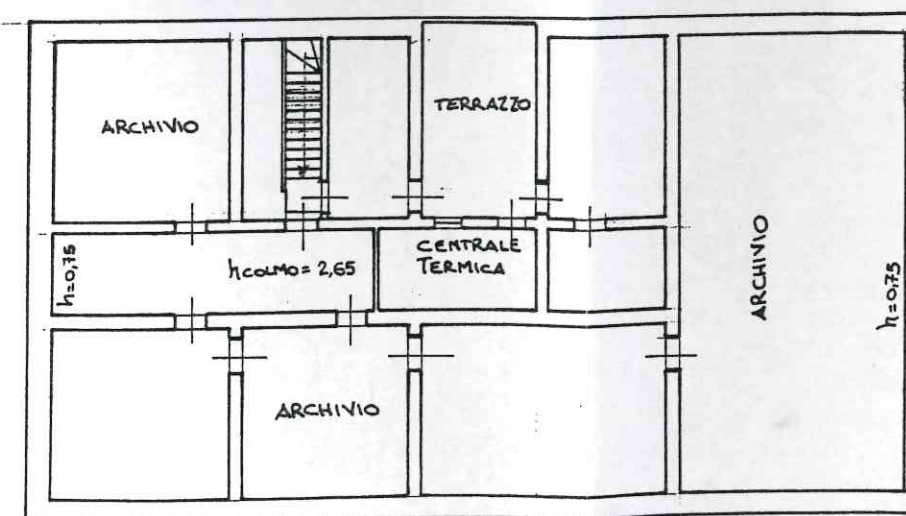 ARCHIVIO
TERRAZZO
h=0,75
hCOLMO = 2,65
CENTRALE
TERMICA
ARCHIVIO
h=0,75
ARCHIVIO